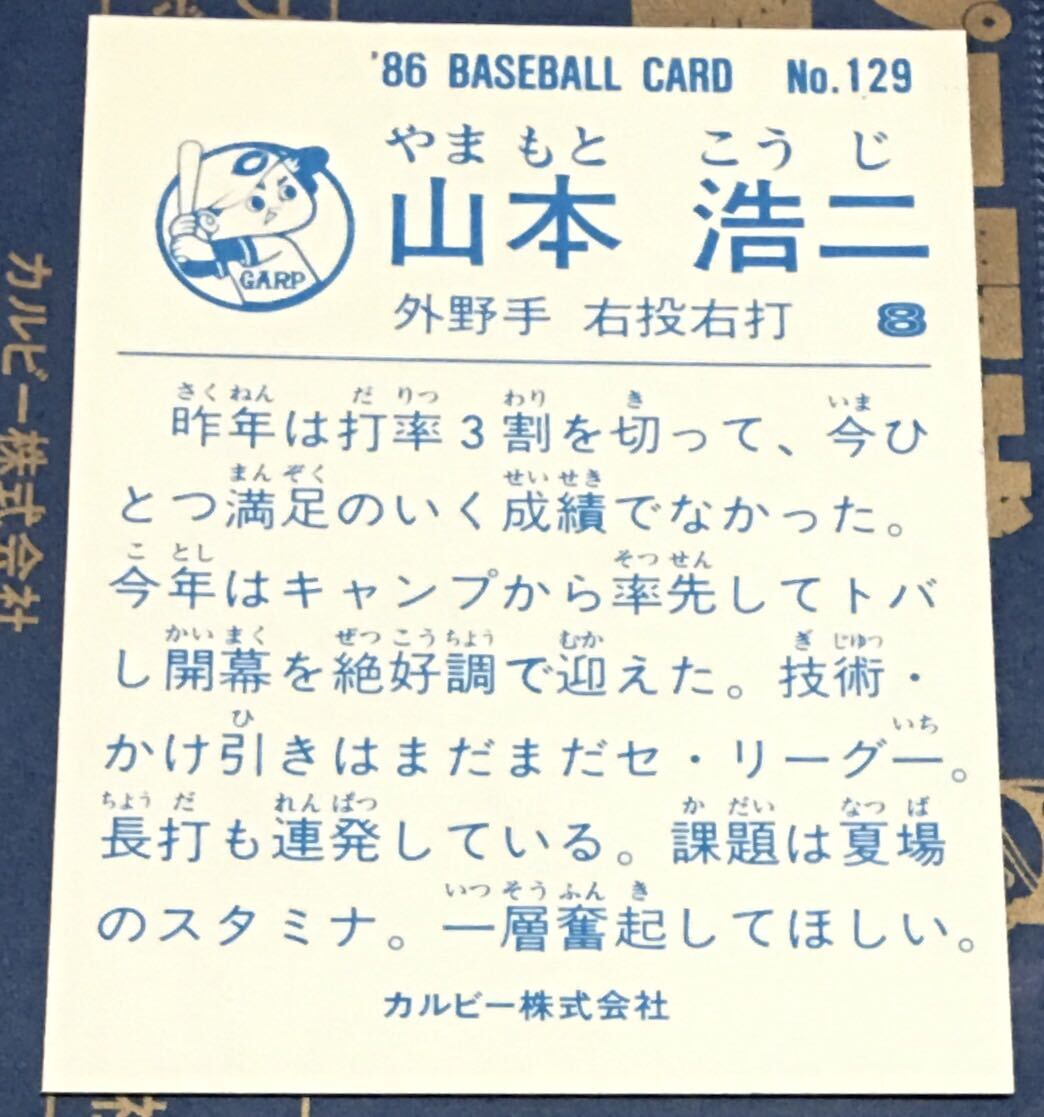 '86 BASEBALL CARD No.129
やまもと こうじ
山本 浩二
CARP
外野手 右投右打 8
さくねん だりつ わり き いま
昨年は打率3割を切って、今ひ
まんぞく せいせき
とつ満足のいく成績でなかった。
ことし そつせん
今年はキャンプから率先してトバ
かいまく ぜっこうちょう むか ぎじゅつ
し開幕を絶好調で迎えた。技術・
ひ いち
かけ引きはまだまだセ・リーグ一。
ちょうだ れんぱつ かだい なつば
長打も連発している。課題は夏場
いっそうふんき
のスタミナ。一層奮起してほしい。
カルビー株式会社
カルビー株式会社